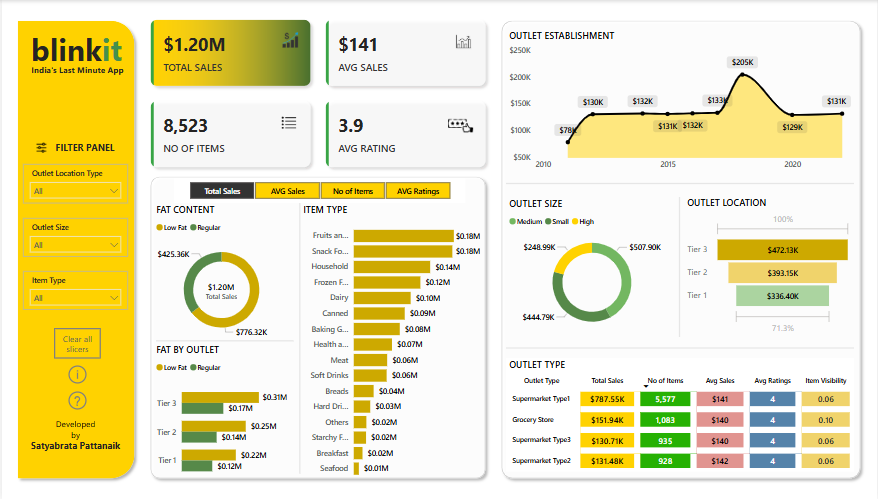 blinkit
India's Last Minute App
FILTER PANEL
Outlet Location Type
All
Outlet Size
All
Item Type
All
Clear all
slicers
i
?
Developed
by
Satyabrata Pattanaik
$1.20M
TOTAL SALES
$141
AVG SALES
8,523
NO OF ITEMS
3.9
AVG RATING
Total Sales AVG Sales No of Items AVG Ratings
FAT CONTENT
Low Fat Regular
$425.36K
$1.20M
Total Sales
$776.32K
FAT BY OUTLET
Low Fat Regular
Tier 3 $0.31M
$0.17M
Tier 2 $0.25M
$0.14M
Tier 1 $0.22M
$0.12M
ITEM TYPE
Fruits an... $0.18M
Snack Fo... $0.18M
Household $0.14M
Frozen F... $0.12M
Dairy $0.10M
Canned $0.09M
Baking G... $0.08M
Health a... $0.07M
Meat $0.06M
Soft Drinks $0.06M
Breads $0.04M
Hard Dri... $0.03M
Others $0.02M
Starchy F... $0.02M
Breakfast $0.02M
Seafood $0.01M
OUTLET ESTABLISHMENT
$250K
$200K
$150K
$100K
$50K
$78K $130K $132K $131K $132K $133K $205K $129K $131K
2010 2015 2020
OUTLET SIZE
Medium Small High
$248.99K $507.90K
$444.79K
OUTLET LOCATION
100%
Tier 3 $472.13K
Tier 2 $393.15K
Tier 1 $336.40K
71.3%
OUTLET TYPE
Outlet Type Total Sales No of Items Avg Sales Avg Ratings Item Visibility
Supermarket Type1 $787.55K 5,577 $141 4 0.06
Grocery Store $151.94K 1,083 $140 4 0.10
Supermarket Type3 $130.71K 935 $140 4 0.06
Supermarket Type2 $131.48K 928 $142 4 0.06